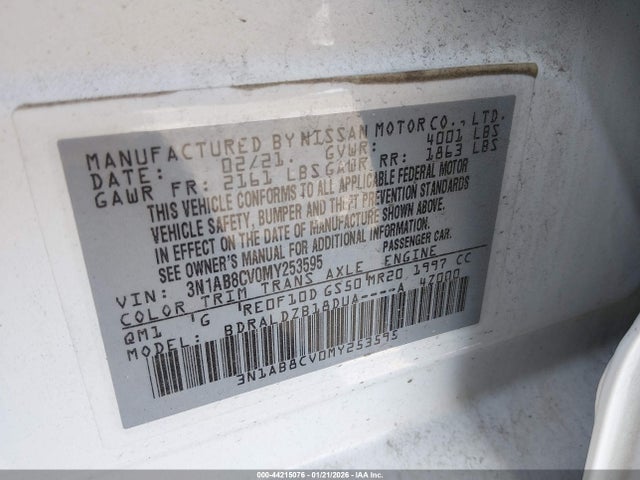 MANUFACTURED BY NISSAN MOTOR CO., LTD.
DATE: 02/21. GVWR: 4001 LBS
GAWR FR: 2161 LBS GAWR RR: 1863 LBS
THIS VEHICLE CONFORMS TO ALL APPLICABLE FEDERAL MOTOR
VEHICLE SAFETY, BUMPER AND THEFT PREVENTION STANDARDS
IN EFFECT ON THE DATE OF MANUFACTURE SHOWN ABOVE.
SEE OWNER'S MANUAL FOR ADDITIONAL INFORMATION.
VIN: 3N1AB8CV0MY253595 PASSENGER CAR.
COLOR TRIM TRANS AXLE ENGINE
QM1 'G 'RE0F10D GS50 MR20 1997 CC
MODEL: BDRALDZB18DUA----A 47000
3N1AB8CV0MY253595
000-44215076 - 01/21/2026 - IAA Inc.